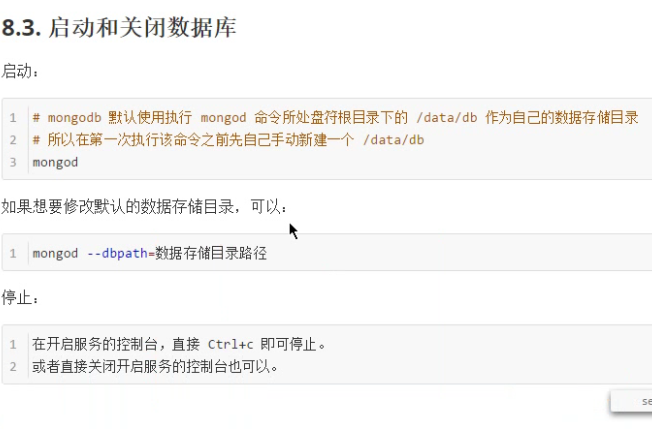 8.3. 启动和关闭数据库
启动：
1 # mongodb 默认使用执行 mongod 命令所处盘符根目录下的 /data/db 作为自己的数据存储目录
2 # 所以在第一次执行该命令之前先自己手动新建一个 /data/db
3 mongod
如果想要修改默认的数据存储目录，可以：
1 mongod --dbpath=数据存储目录路径
停止：
1 在开启服务的控制台，直接 Ctrl+c 即可停止。
2 或者直接关闭开启服务的控制台也可以。